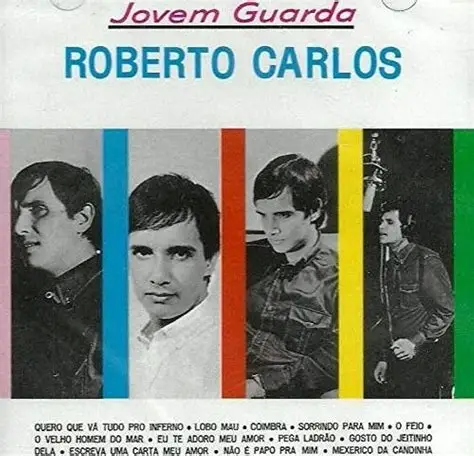 Jovem Guarda
ROBERTO CARLOS
QUERO QUE VÁ TUDO PRO INFERNO • LOBO MAU • COIMBRA • SORRINDO PARA MIM • O FEIO •
O VELHO HOMEM DO MAR • EU TE ADORO MEU AMOR • PEGA LADRÃO • GOSTO DO JEITINHO
DELA • ESCREVA UMA CARTA MEU AMOR • NÃO É PAPO PRA MIM • MEXERICO DA CANDINHA